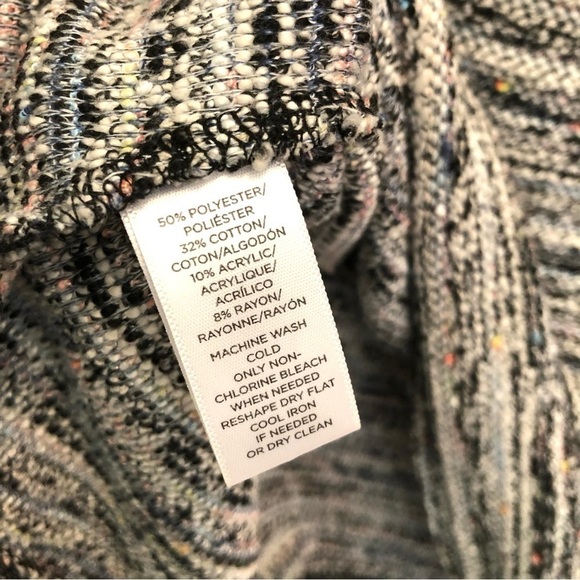 50% POLYESTER/
POLIÉSTER
32% COTTON/
COTON/ALGODÓN
10% ACRYLIC/
ACRYLIQUE/
ACRÍLICO
8% RAYON/
RAYONNE/RAYÓN
MACHINE WASH
COLD
ONLY NON-
CHLORINE BLEACH
WHEN NEEDED
RESHAPE DRY FLAT
COOL IRON
IF NEEDED
OR DRY CLEAN